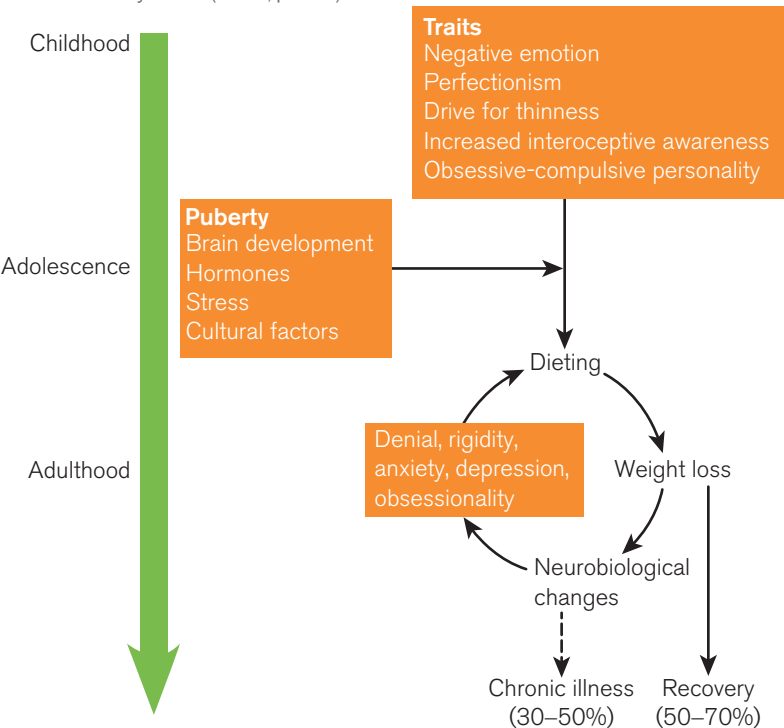 Childhood
Traits
Negative emotion
Perfectionism
Drive for thinness
Increased interoceptive awareness
Obsessive-compulsive personality
Puberty
Brain development
Hormones
Stress
Cultural factors
Adolescence
Dieting
Denial, rigidity,
anxiety, depression,
obsessionality
Adulthood
Weight loss
Neurobiological
changes
Chronic illness
(30–50%)
Recovery
(50–70%)